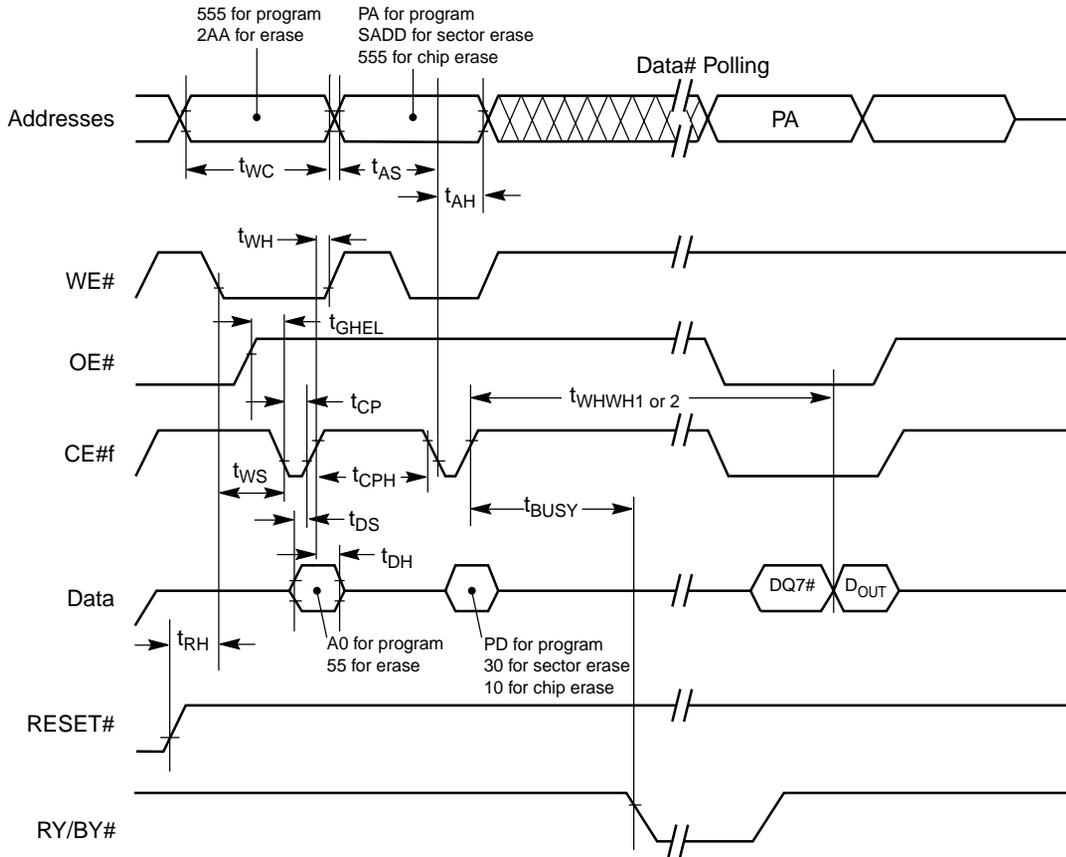 555 for program
2AA for erase
PA for program
SADD for sector erase
555 for chip erase
Data# Polling
Addresses
PA
tWC
tAS
tAH
tWH
WE#
tGHEL
OE#
tWHWH1 or 2
tCP
CE#f
tWS
tCPH
tBUSY
tDS
tDH
Data
DQ7#
DOUT
tRH
A0 for program
55 for erase
PD for program
30 for sector erase
10 for chip erase
RESET#
RY/BY#